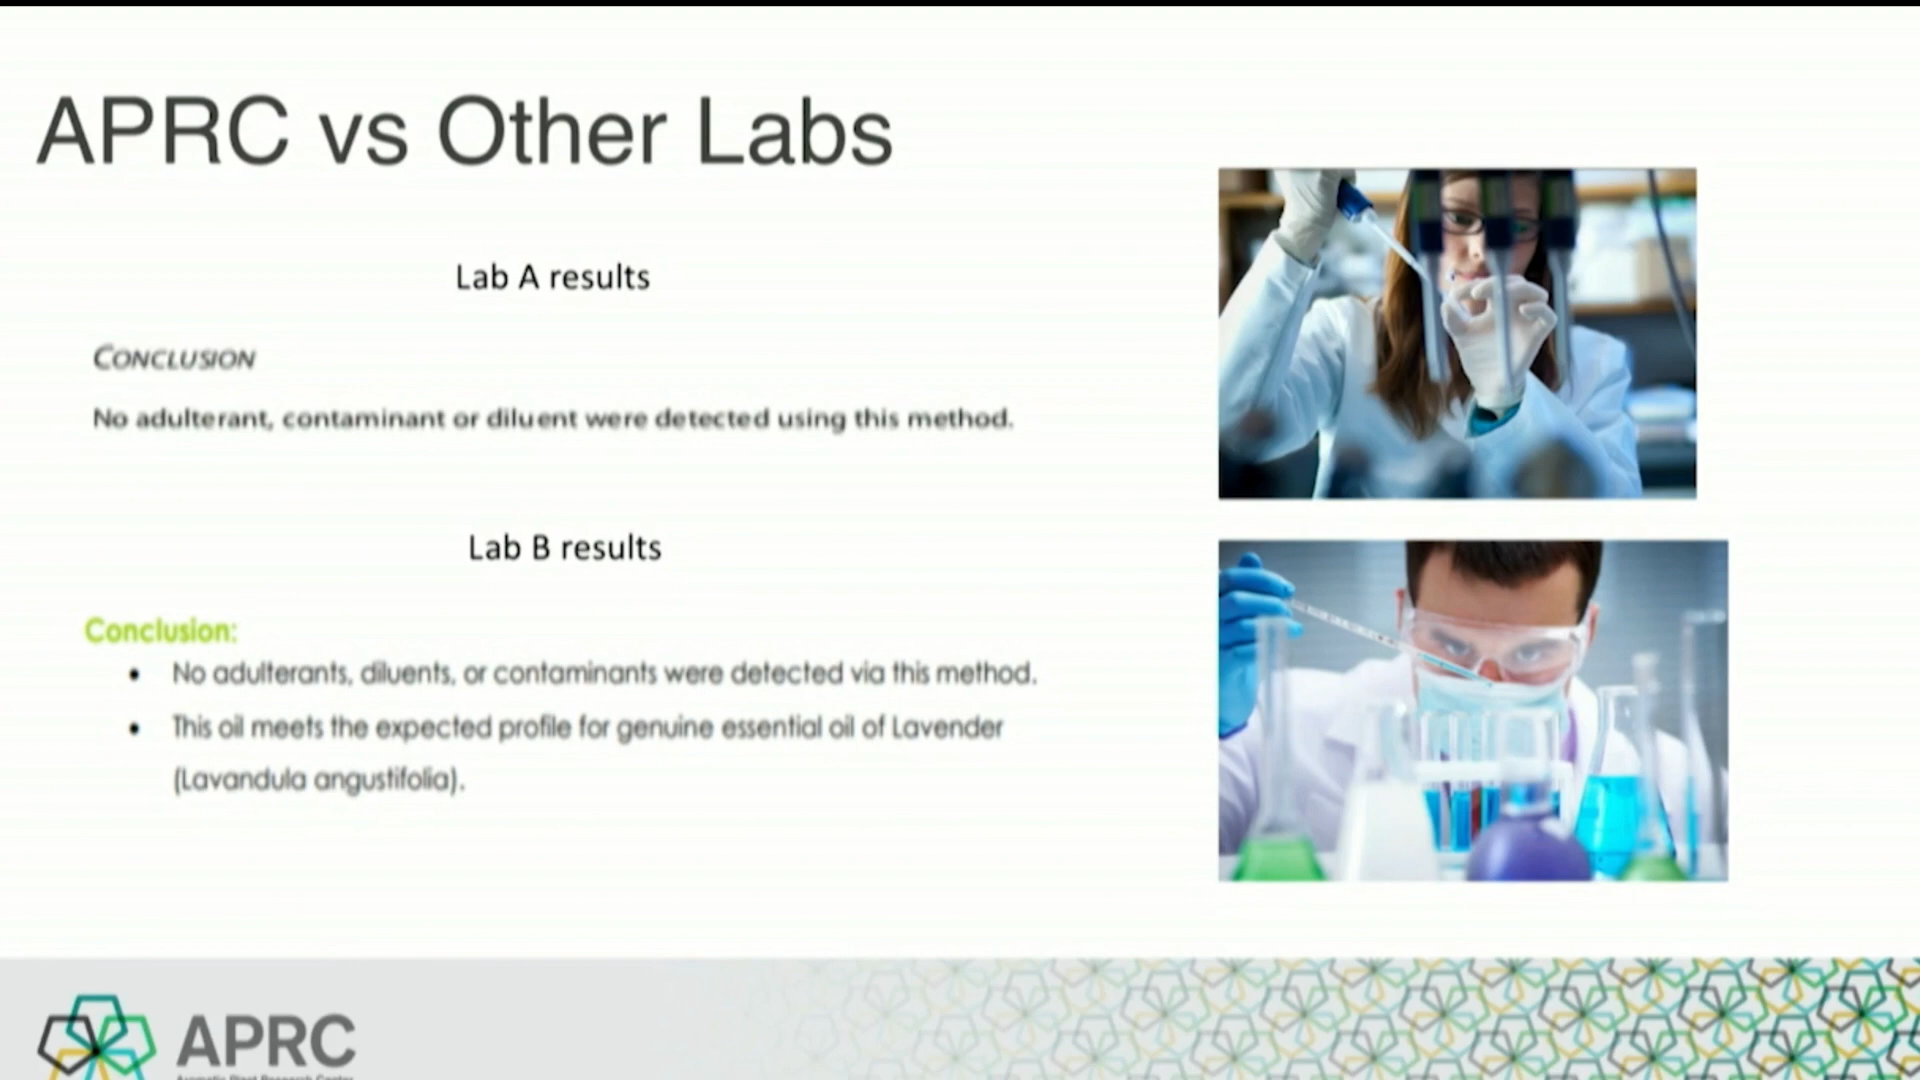 APRC vs Other Labs
Lab A results
CONCLUSION
No adulterant, contaminant or diluent were detected using this method.
Lab B results
Conclusion:
• No adulterants, diluents, or contaminants were detected via this method.
• This oil meets the expected profile for genuine essential oil of Lavender
(Lavandula angustifolia).
APRC
Aromatic Plant Research Center